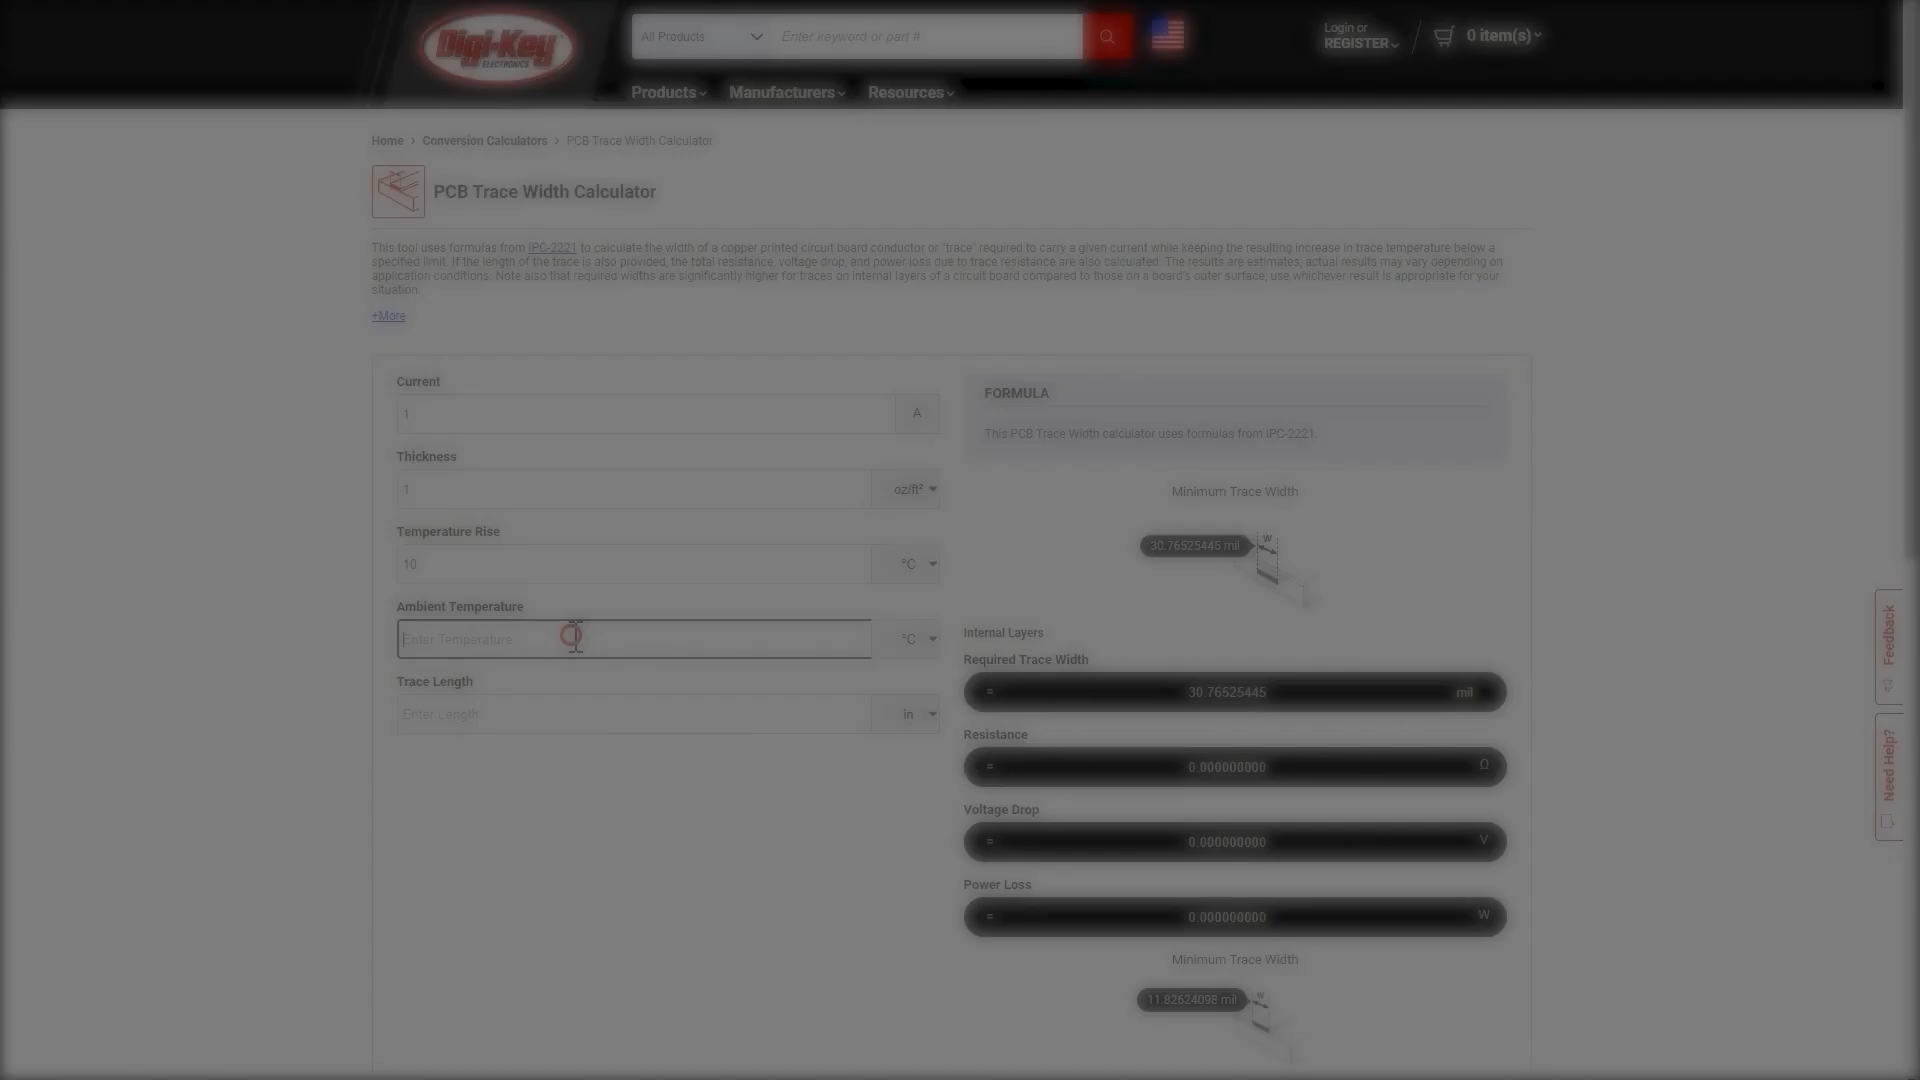 Digi-Key
ELECTRONICS
All Products
Enter keyword or part #
Login or
REGISTER
0 item(s)
Products
Manufacturers
Resources
Home > Conversion Calculators > PCB Trace Width Calculator
PCB Trace Width Calculator
This tool uses formulas from IPC-2221 to calculate the width of a copper printed circuit board conductor or "trace" required to carry a given current while keeping the resulting increase in trace temperature below a
specified limit. If the length of the trace is also provided, the total resistance, voltage drop, and power loss due to trace resistance are also calculated. The results are estimates; actual results may vary depending on
application conditions. Note also that required widths are significantly higher for traces on internal layers of a circuit board compared to those on a board's outer surface; use whichever result is appropriate for your
situation.
+More
Current
1
A
Thickness
1
oz/ft²
Temperature Rise
10
°C
Ambient Temperature
Enter Temperature
°C
Trace Length
Enter Length
in
FORMULA
This PCB Trace Width calculator uses formulas from IPC-2221.
Minimum Trace Width
30.76525445 mil
W
Internal Layers
Required Trace Width
= 30.76525445 mil
Resistance
= 0.000000000 Ω
Voltage Drop
= 0.000000000 V
Power Loss
= 0.000000000 W
Minimum Trace Width
11.82624098 mil
W
Feedback
Need Help?